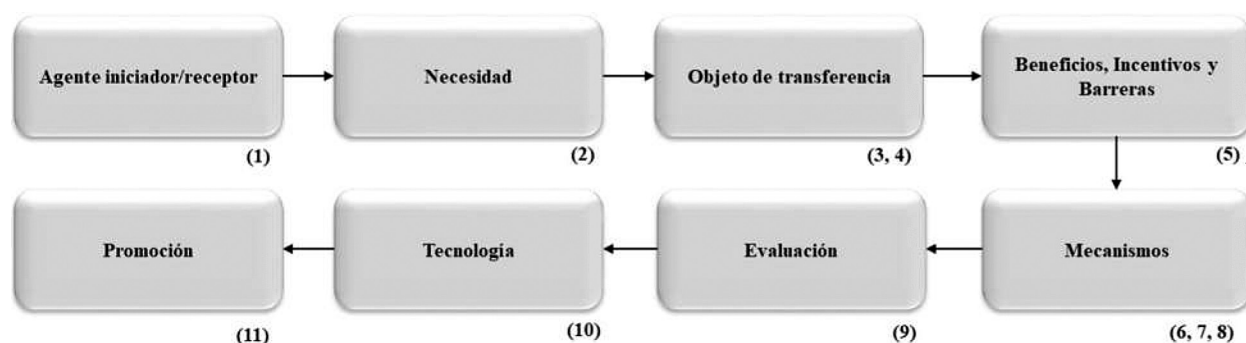 Agente iniciador/receptor
(1)
Necesidad
(2)
Objeto de transferencia
(3, 4)
Beneficios, Incentivos y
Barreras
(5)
Mecanismos
(6, 7, 8)
Evaluación
(9)
Tecnología
(10)
Promoción
(11)